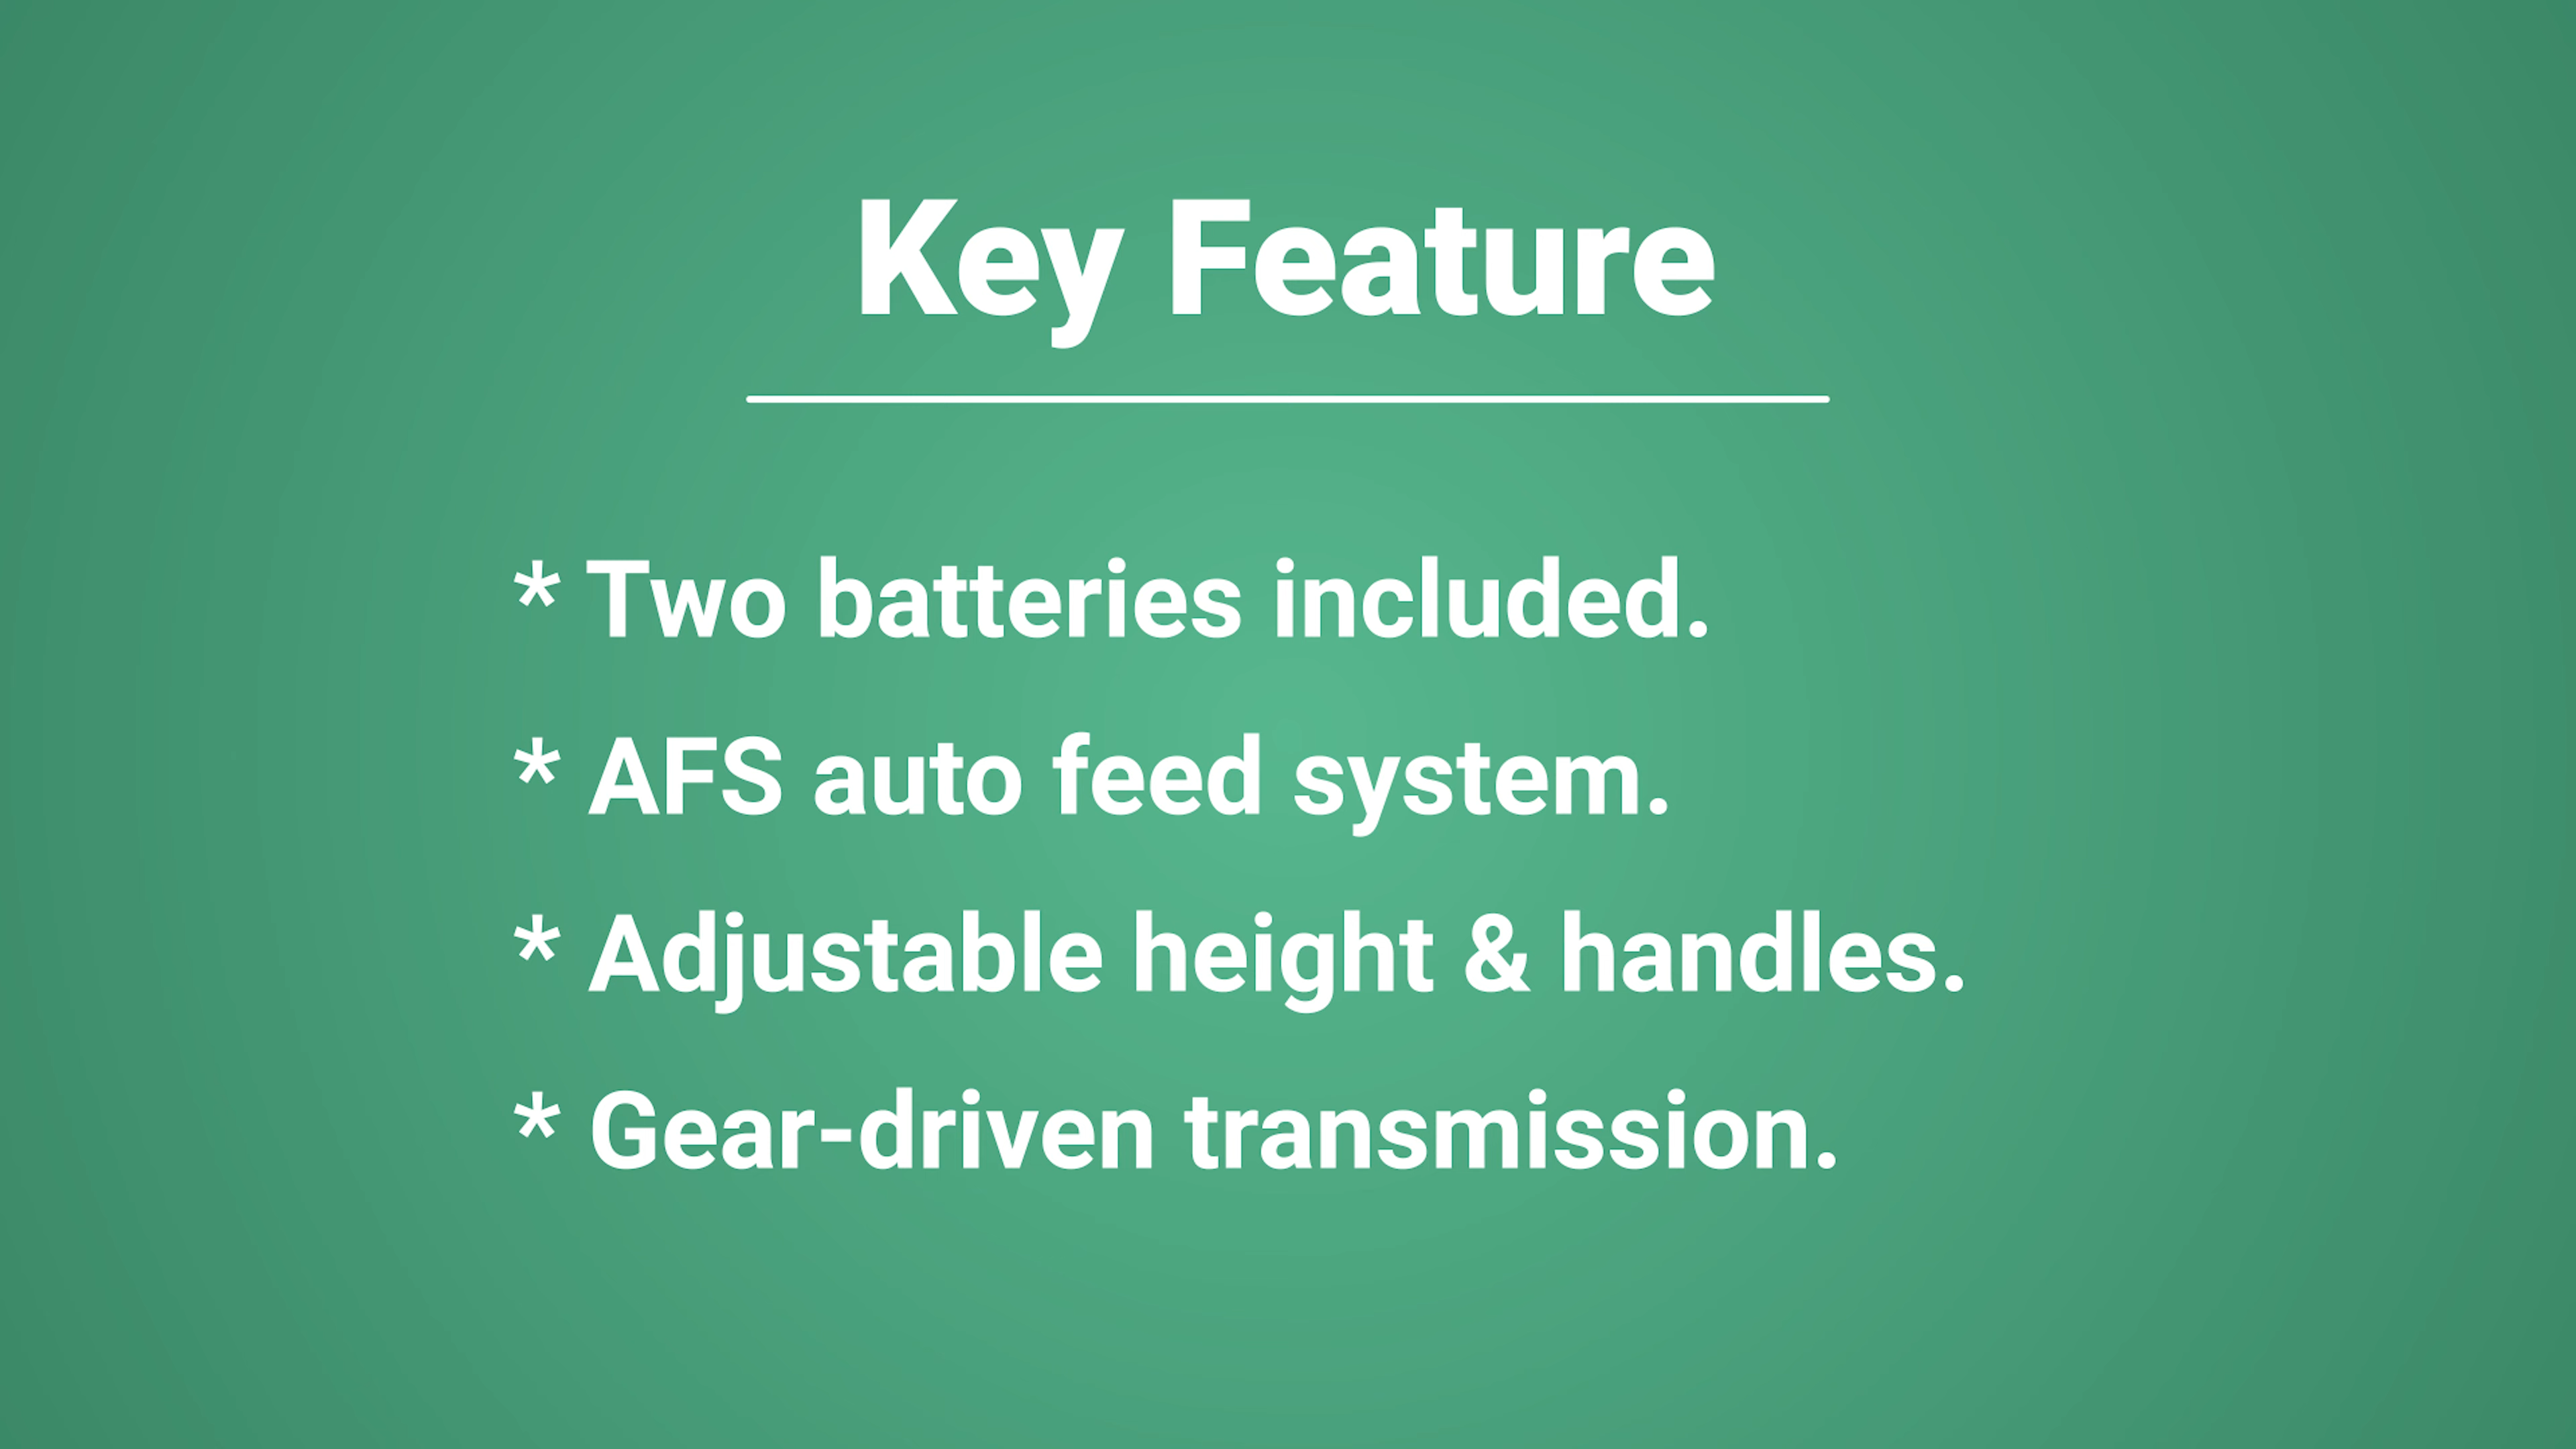 Key Feature
* Two batteries included.
* AFS auto feed system.
* Adjustable height & handles.
* Gear-driven transmission.